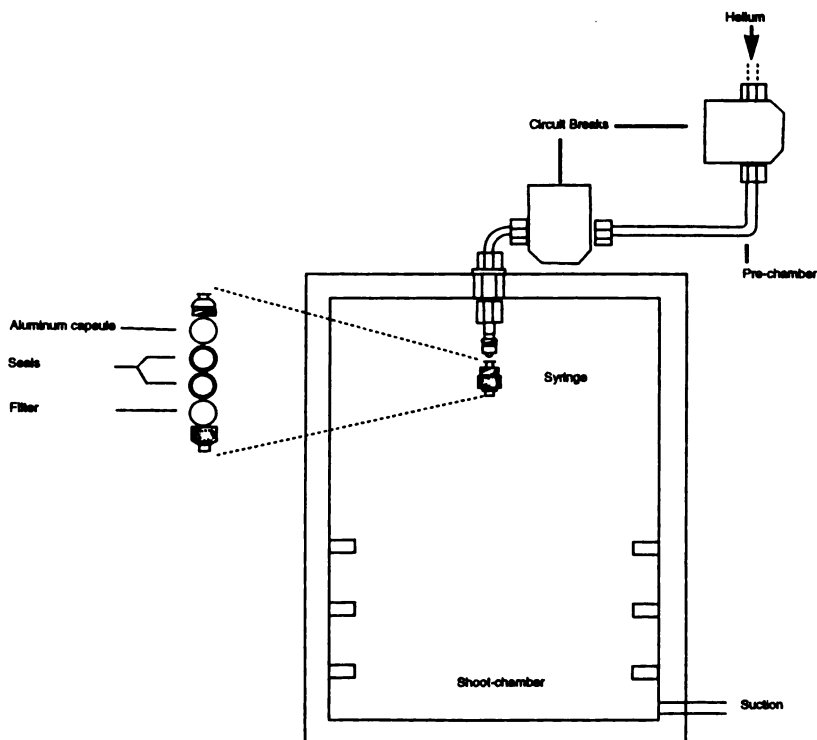 Helium
Circuit Breaks
Pre-chamber
Aluminum capsule
Seals
Filter
Syringe
Shoot-chamber
Suction